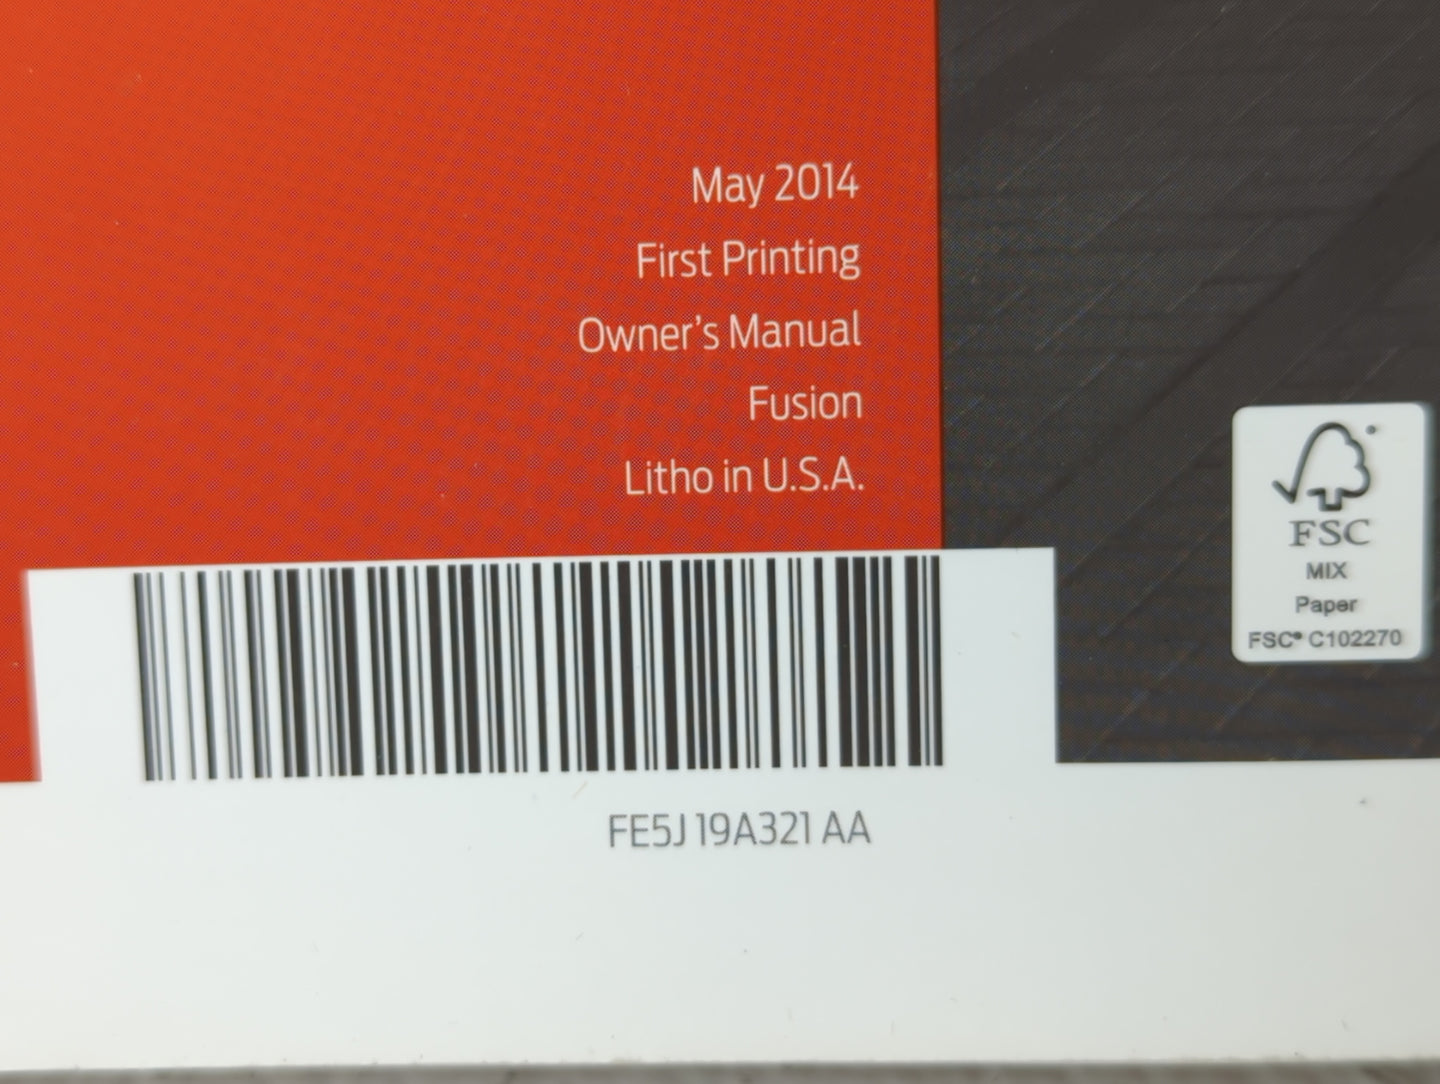 May 2014
First Printing
Owner's Manual
Fusion
Litho in U.S.A.
FSC
MIX
Paper
FSC® C102270
FE5J 19A321 AA